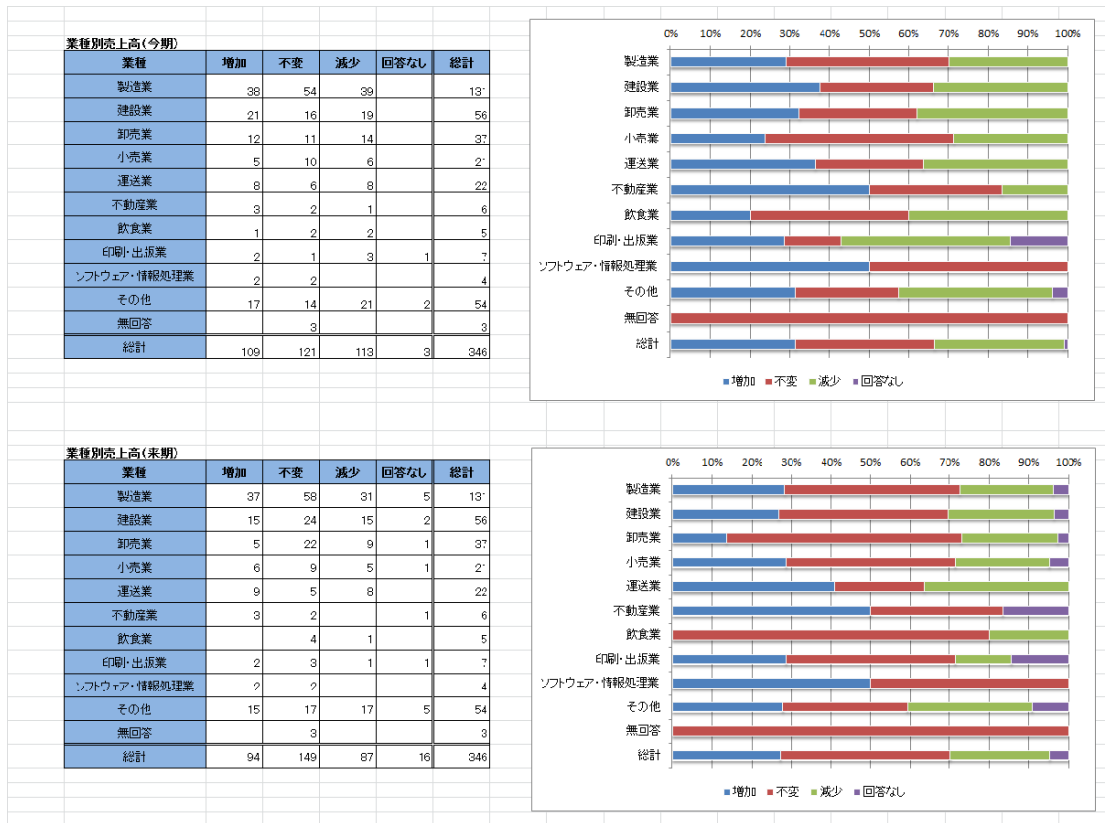 業種別売上高(今期)
業種 増加 不変 減少 回答なし 総計
製造業 38 54 39 131
建設業 21 16 19 56
卸売業 12 11 14 37
小売業 5 10 6 21
運送業 8 6 8 22
不動産業 3 2 1 6
飲食業 1 2 2 5
印刷・出版業 2 1 3 1 7
ソフトウェア・情報処理業 2 2 4
その他 17 14 21 2 54
無回答 3 3
総計 109 121 113 3 346
0% 10% 20% 30% 40% 50% 60% 70% 80% 90% 100%
製造業
建設業
卸売業
小売業
運送業
不動産業
飲食業
印刷・出版業
ソフトウェア・情報処理業
その他
無回答
総計
増加 不変 減少 回答なし
業種別売上高(来期)
業種 増加 不変 減少 回答なし 総計
製造業 37 58 31 5 131
建設業 15 24 15 2 56
卸売業 5 22 9 1 37
小売業 6 9 5 1 21
運送業 9 5 8 22
不動産業 3 2 1 6
飲食業 4 1 5
印刷・出版業 2 3 1 1 7
ソフトウェア・情報処理業 2 2 4
その他 15 17 17 5 54
無回答 3 3
総計 94 149 87 16 346
0% 10% 20% 30% 40% 50% 60% 70% 80% 90% 100%
製造業
建設業
卸売業
小売業
運送業
不動産業
飲食業
印刷・出版業
ソフトウェア・情報処理業
その他
無回答
総計
増加 不変 減少 回答なし